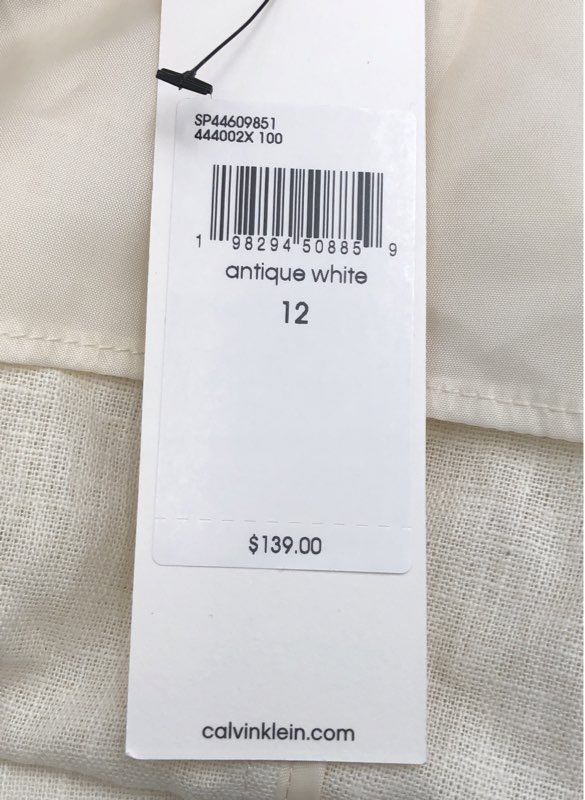 SP44609851
444002X 100
1 98294 50885 9
antique white
12
$139.00
calvinklein.com